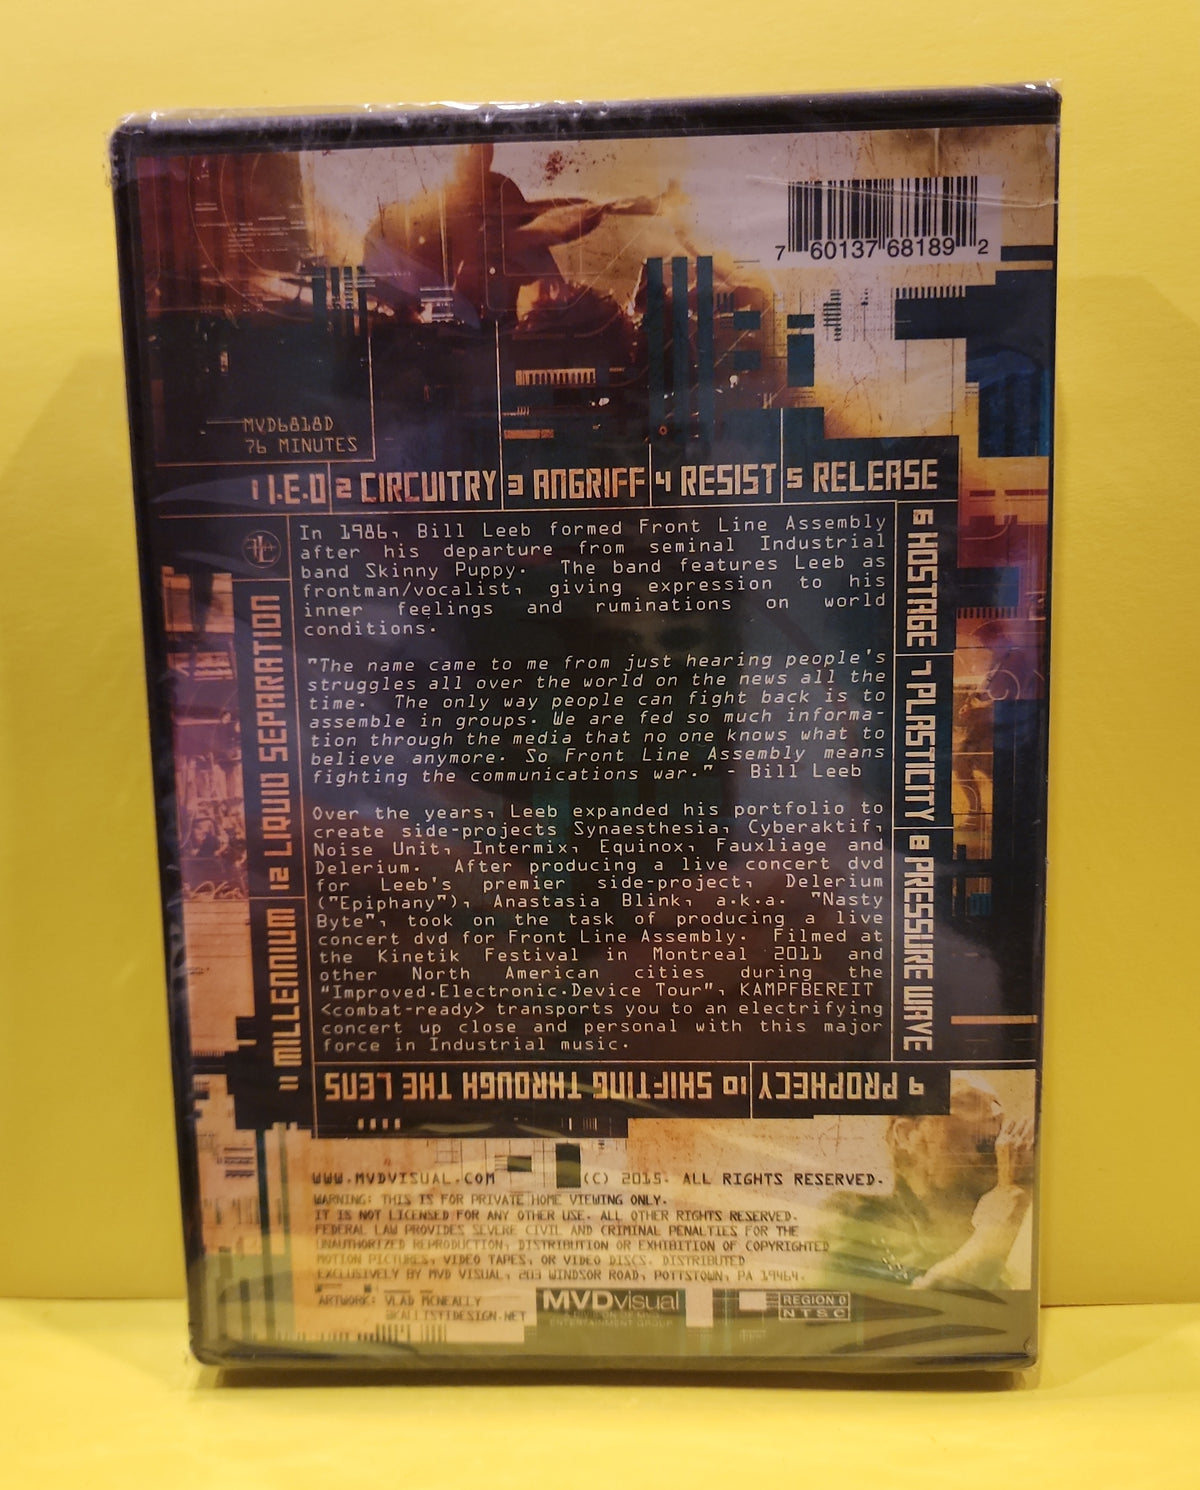 7 60137 68189 2
MVD6818D
76 MINUTES
1 I.E.D 2 CIRCUITRY 3 ANGRIFF 4 RESIST 5 RELEASE
6 HOSTAGE 7 PLASTICITY 8 PRESSURE WAVE
9 PROPHECY 10 SHIFTING THROUGH THE LENS
11 MILLENNIUM 12 LIQUID SEPARATION
In 1986, Bill Leeb formed Front Line Assembly
after his departure from seminal Industrial
band Skinny Puppy. The band features Leeb as
frontman/vocalist, giving expression to his
inner feelings and ruminations on world
conditions.
"The name came to me from just hearing people's
struggles all over the world on the news all the
time. The only way people can fight back is to
assemble in groups. We are fed so much informa-
tion through the media that no one knows what to
believe anymore. So Front Line Assembly means
fighting the communications war." - Bill Leeb
Over the years, Leeb expanded his portfolio to
create side-projects Synaesthesia, Cyberaktif,
Noise Unit, Intermix, Equinox, Fauxliage and
Delerium. After producing a live concert dvd
for Leeb's premier side-project, Delerium
("Epiphany"), Anastasia Blink, a.k.a. "Nasty
Byte", took on the task of producing a live
concert dvd for Front Line Assembly. Filmed at
the Kinetik Festival in Montreal 2011 and
other North American cities during the
"Improved.Electronic.Device Tour", KAMPFBEREIT
<combat-ready> transports you to an electrifying
concert up close and personal with this major
force in Industrial music.
WWW.MVDVISUAL.COM (C) 2015. ALL RIGHTS RESERVED.
WARNING: THIS IS FOR PRIVATE HOME VIEWING ONLY.
IT IS NOT LICENSED FOR ANY OTHER USE. ALL OTHER RIGHTS RESERVED.
FEDERAL LAW PROVIDES SEVERE CIVIL AND CRIMINAL PENALTIES FOR THE
UNAUTHORIZED REPRODUCTION, DISTRIBUTION OR EXHIBITION OF COPYRIGHTED
MOTION PICTURES, VIDEO TAPES, OR VIDEO DISCS. DISTRIBUTED
EXCLUSIVELY BY MVD VISUAL, 203 WINDSOR ROAD, POTTSTOWN, PA 19464.
ARTWORK: VLAD MCNEALLY
@KALLISTIDESIGN.NET
MVDvisual
ENTERTAINMENT GROUP
REGION 0
NTSC